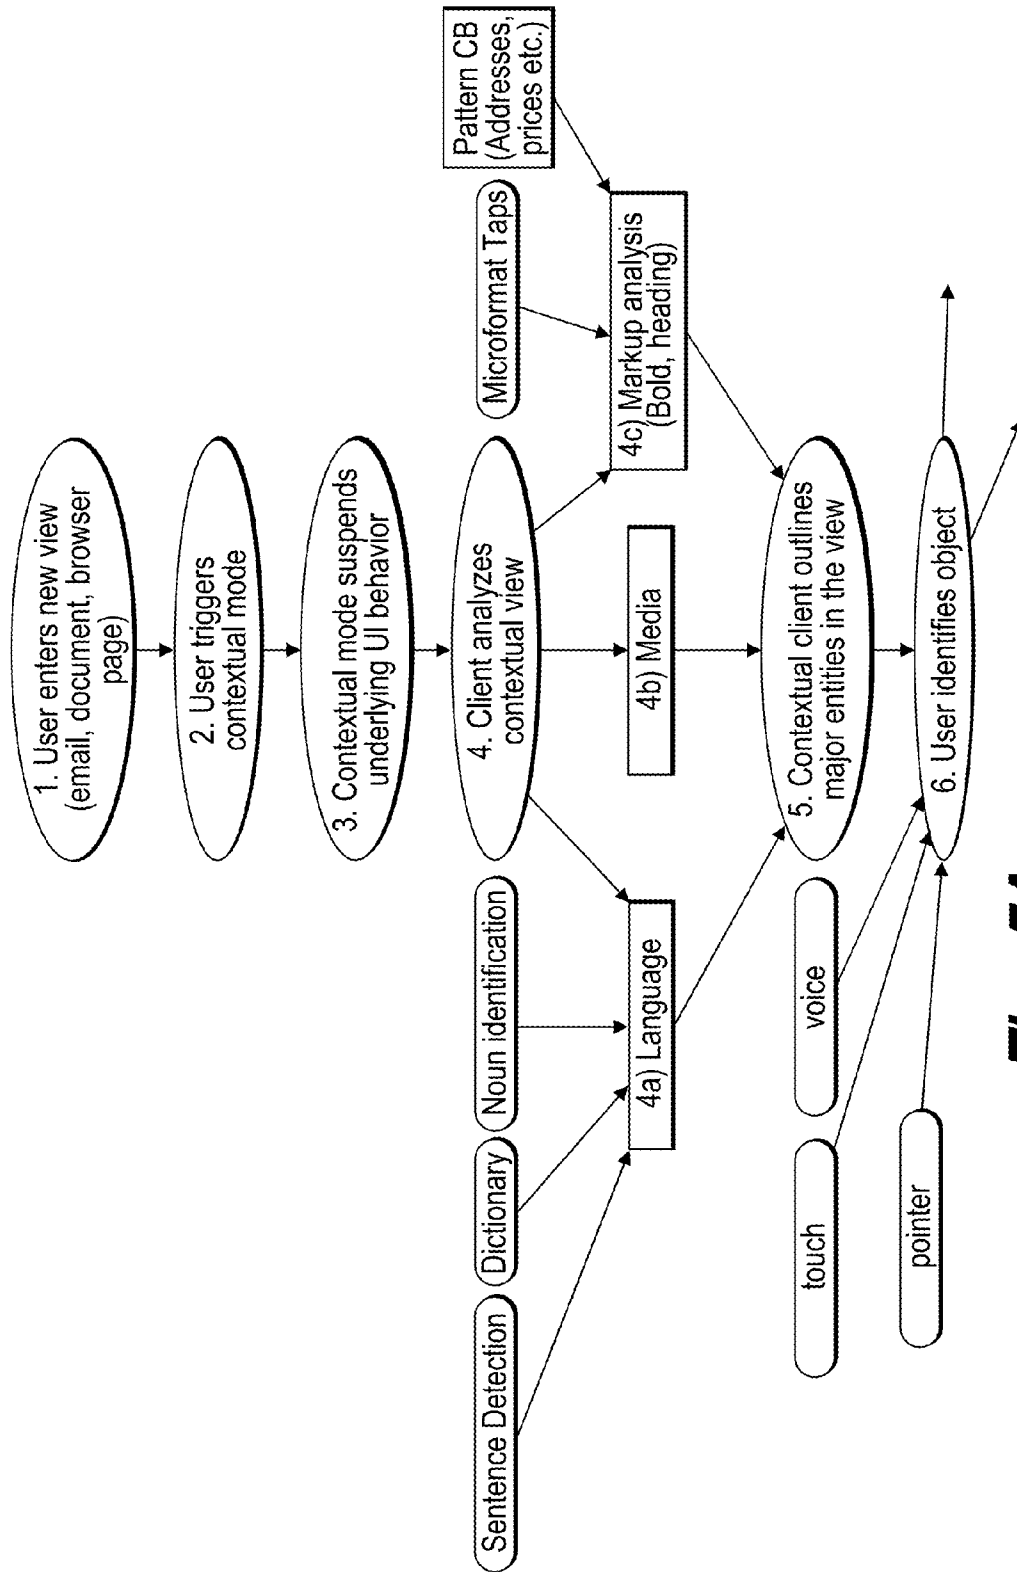 1. User enters new view
(email, document, browser
page)
2. User triggers
contextual mode
3. Contextual mode suspends
underlying UI behavior
Sentence Detection
Dictionary
Noun identification
4. Client analyzes
contextual view
Microformat Taps
Pattern CB
(Addresses,
prices etc.)
4a) Language
4b) Media
4c) Markup analysis
(Bold, heading)
touch
voice
5. Contextual client outlines
major entities in the view
pointer
6. User identifies object